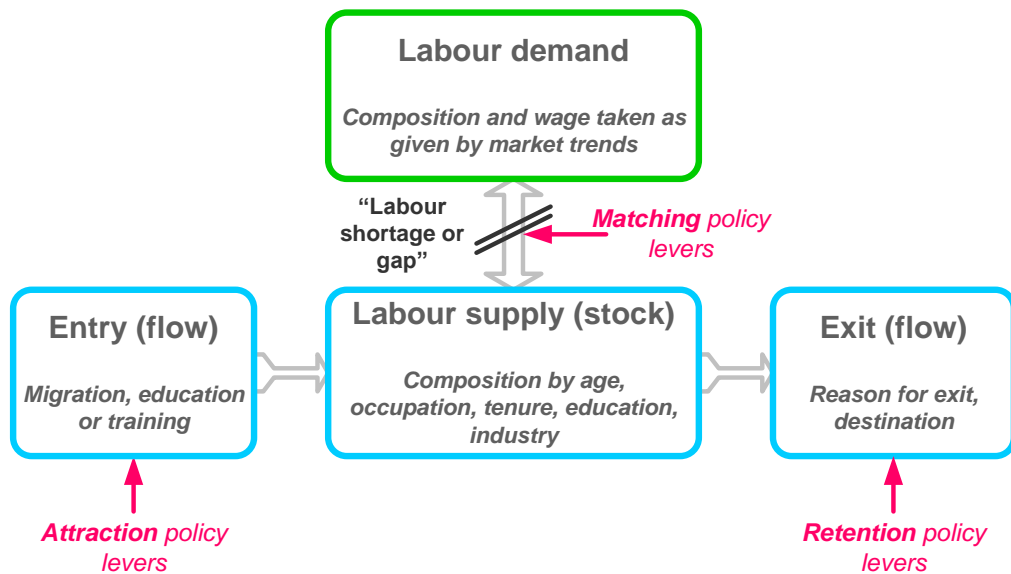 Labour demand
Composition and wage taken as
given by market trends
“Labour
shortage or
gap”
Matching policy
levers
Entry (flow)
Migration, education
or training
Labour supply (stock)
Composition by age,
occupation, tenure, education,
industry
Exit (flow)
Reason for exit,
destination
Attraction policy
levers
Retention policy
levers